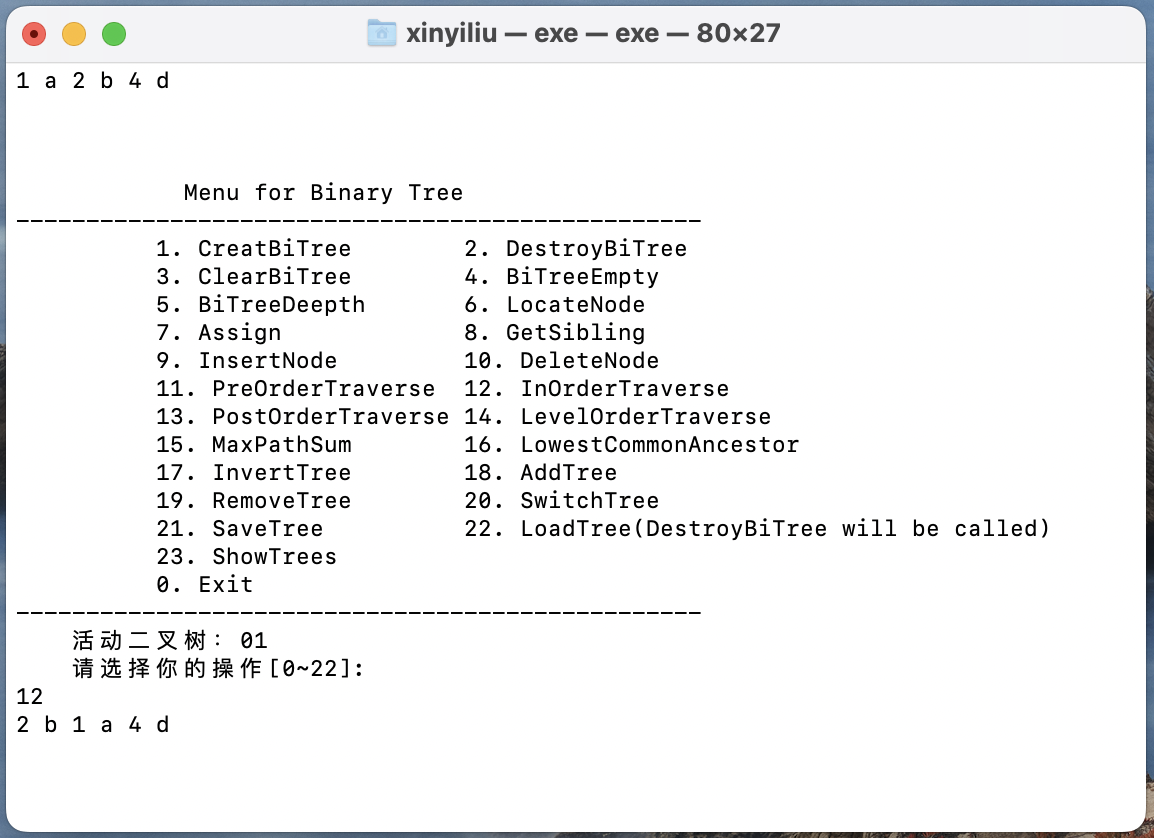 xinyiliu — exe — exe — 80×27
1 a 2 b 4 d
Menu for Binary Tree
-------------------------------------------------
1. CreatBiTree 2. DestroyBiTree
3. ClearBiTree 4. BiTreeEmpty
5. BiTreeDeepth 6. LocateNode
7. Assign 8. GetSibling
9. InsertNode 10. DeleteNode
11. PreOrderTraverse 12. InOrderTraverse
13. PostOrderTraverse 14. LevelOrderTraverse
15. MaxPathSum 16. LowestCommonAncestor
17. InvertTree 18. AddTree
19. RemoveTree 20. SwitchTree
21. SaveTree 22. LoadTree(DestroyBiTree will be called)
23. ShowTrees
0. Exit
-------------------------------------------------
活动二叉树：01
请选择你的操作[0~22]:
12
2 b 1 a 4 d